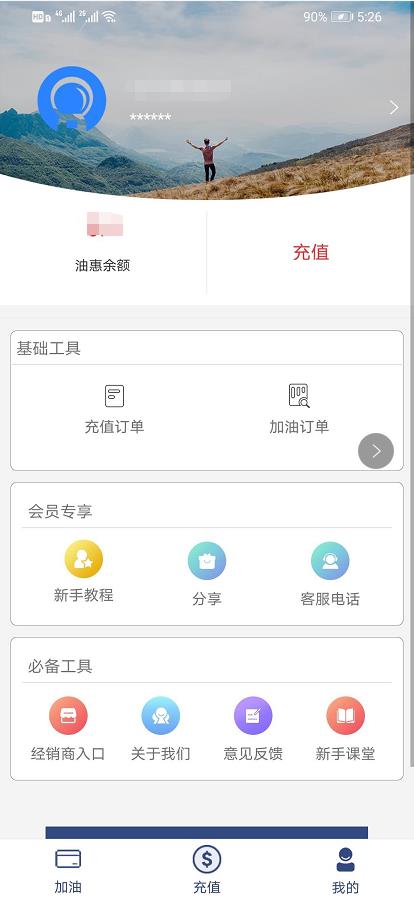 HD 4G 2G 90% 5:26
******
油惠余额
充值
基础工具
充值订单 加油订单
会员专享
新手教程 分享 客服电话
必备工具
经销商入口 关于我们 意见反馈 新手课堂
加油 充值 我的